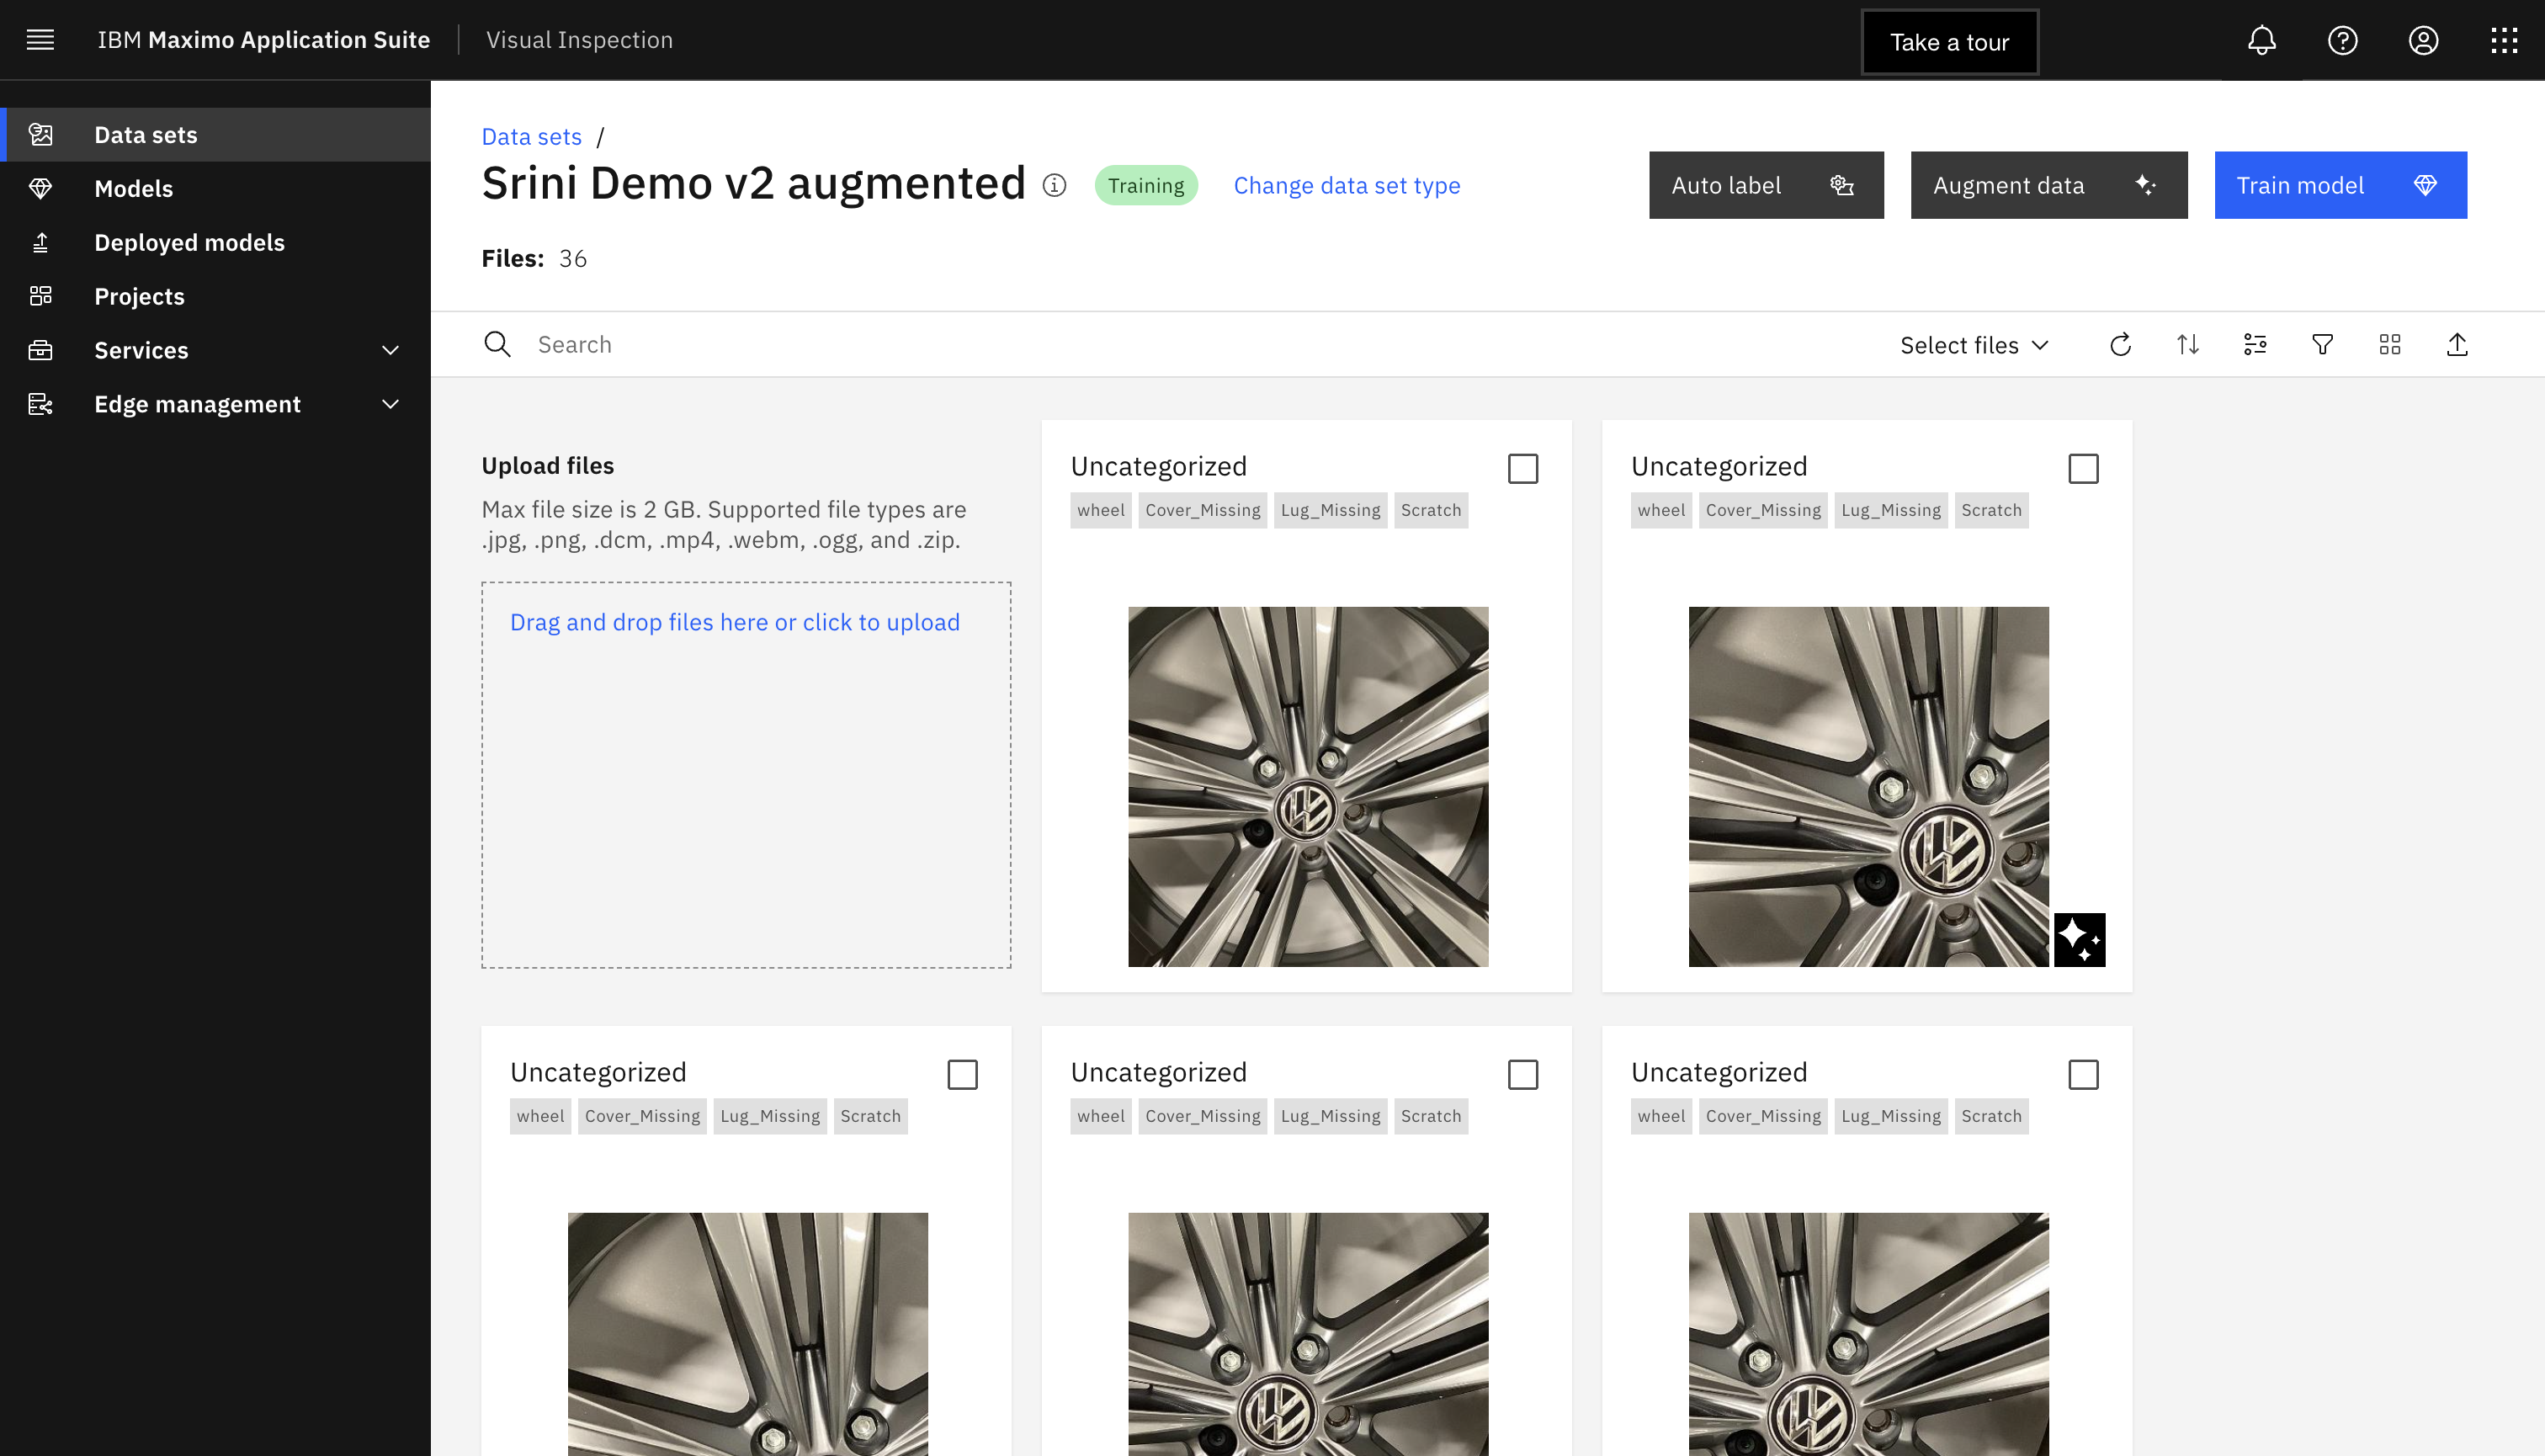 IBM Maximo Application Suite
Visual Inspection
Take a tour
Data sets
Models
Deployed models
Projects
Services
Edge management
Data sets /
Srini Demo v2 augmented
Training
Change data set type
Auto label
Augment data
Train model
Files: 36
Search
Select files
Upload files
Max file size is 2 GB. Supported file types are
.jpg, .png, .dcm, .mp4, .webm, .ogg, and .zip.
Drag and drop files here or click to upload
Uncategorized
wheel Cover_Missing Lug_Missing Scratch
Uncategorized
wheel Cover_Missing Lug_Missing Scratch
Uncategorized
wheel Cover_Missing Lug_Missing Scratch
Uncategorized
wheel Cover_Missing Lug_Missing Scratch
Uncategorized
wheel Cover_Missing Lug_Missing Scratch